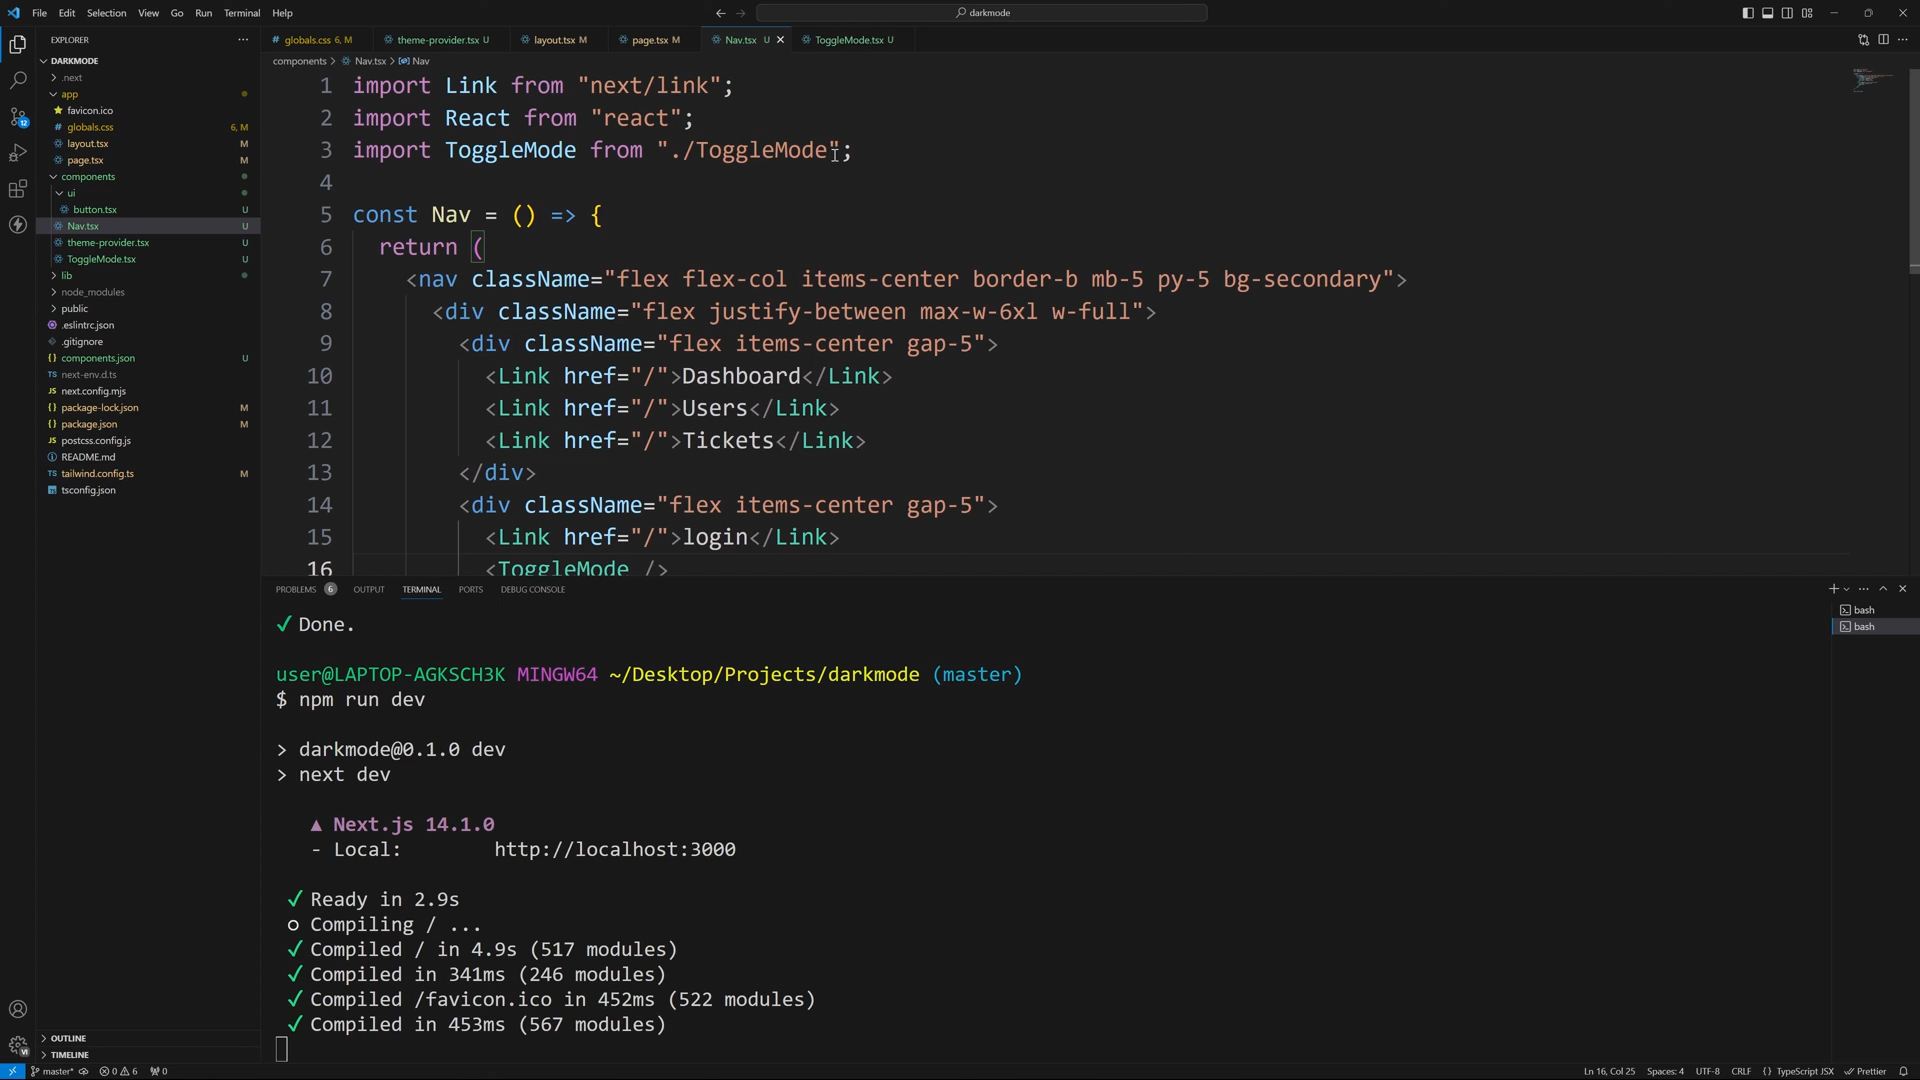 File Edit Selection View Go Run Terminal Help
darkmode
EXPLORER
DARKMODE
.next
app
favicon.ico
globals.css 6, M
layout.tsx M
page.tsx M
components
ui
button.tsx U
Nav.tsx U
theme-provider.tsx U
ToggleMode.tsx U
lib
node_modules
public
.eslintrc.json
.gitignore
components.json U
next-env.d.ts
next.config.mjs
package-lock.json M
package.json M
postcss.config.js
README.md
tailwind.config.ts M
tsconfig.json
OUTLINE
TIMELINE
globals.css 6, M theme-provider.tsx U layout.tsx M page.tsx M Nav.tsx U ToggleMode.tsx U
components > Nav.tsx > Nav
1 import Link from "next/link";
2 import React from "react";
3 import ToggleMode from "./ToggleMode";
4
5 const Nav = () => {
6 return (
7 <nav className="flex flex-col items-center border-b mb-5 py-5 bg-secondary">
8 <div className="flex justify-between max-w-6xl w-full">
9 <div className="flex items-center gap-5">
10 <Link href="/">Dashboard</Link>
11 <Link href="/">Users</Link>
12 <Link href="/">Tickets</Link>
13 </div>
14 <div className="flex items-center gap-5">
15 <Link href="/">login</Link>
16 <ToggleMode />
PROBLEMS 6 OUTPUT TERMINAL PORTS DEBUG CONSOLE
bash
bash
✓ Done.
user@LAPTOP-AGKSCH3K MINGW64 ~/Desktop/Projects/darkmode (master)
$ npm run dev
> darkmode@0.1.0 dev
> next dev
▲ Next.js 14.1.0
- Local: http://localhost:3000
✓ Ready in 2.9s
○ Compiling / ...
✓ Compiled / in 4.9s (517 modules)
✓ Compiled in 341ms (246 modules)
✓ Compiled /favicon.ico in 452ms (522 modules)
✓ Compiled in 453ms (567 modules)
master* 0 6 0 Ln 16, Col 25 Spaces: 4 UTF-8 CRLF {} TypeScript JSX Prettier